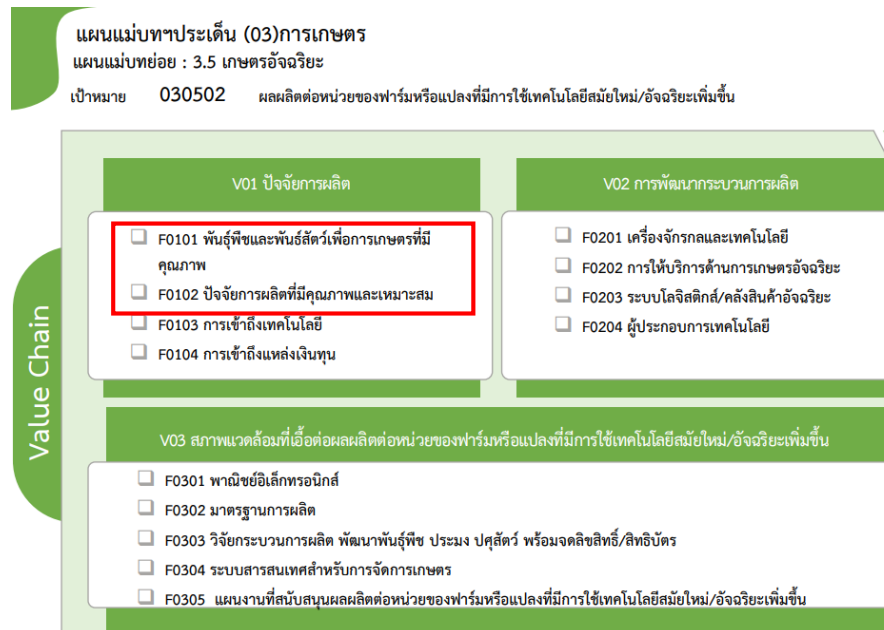 แผนแม่บทฯประเด็น (03)การเกษตร
แผนแม่บทย่อย : 3.5 เกษตรอัจฉริยะ
เป้าหมาย 030502 ผลผลิตต่อหน่วยของฟาร์มหรือแปลงที่มีการใช้เทคโนโลยีสมัยใหม่/อัจฉริยะเพิ่มขึ้น
Value Chain
V01 ปัจจัยการผลิต
F0101 พันธุ์พืชและพันธ์สัตว์เพื่อการเกษตรที่มี
คุณภาพ
F0102 ปัจจัยการผลิตที่มีคุณภาพและเหมาะสม
F0103 การเข้าถึงเทคโนโลยี
F0104 การเข้าถึงแหล่งเงินทุน
V02 การพัฒนากระบวนการผลิต
F0201 เครื่องจักรกลและเทคโนโลยี
F0202 การให้บริการด้านการเกษตรอัจฉริยะ
F0203 ระบบโลจิสติกส์/คลังสินค้าอัจฉริยะ
F0204 ผู้ประกอบการเทคโนโลยี
V03 สภาพแวดล้อมที่เอื้อต่อผลผลิตต่อหน่วยของฟาร์มหรือแปลงที่มีการใช้เทคโนโลยีสมัยใหม่/อัจฉริยะเพิ่มขึ้น
F0301 พาณิชย์อิเล็กทรอนิกส์
F0302 มาตรฐานการผลิต
F0303 วิจัยกระบวนการผลิต พัฒนาพันธุ์พืช ประมง ปศุสัตว์ พร้อมจดลิขสิทธิ์/สิทธิบัตร
F0304 ระบบสารสนเทศสำหรับการจัดการเกษตร
F0305 แผนงานที่สนับสนุนผลผลิตต่อหน่วยของฟาร์มหรือแปลงที่มีการใช้เทคโนโลยีสมัยใหม่/อัจฉริยะเพิ่มขึ้น